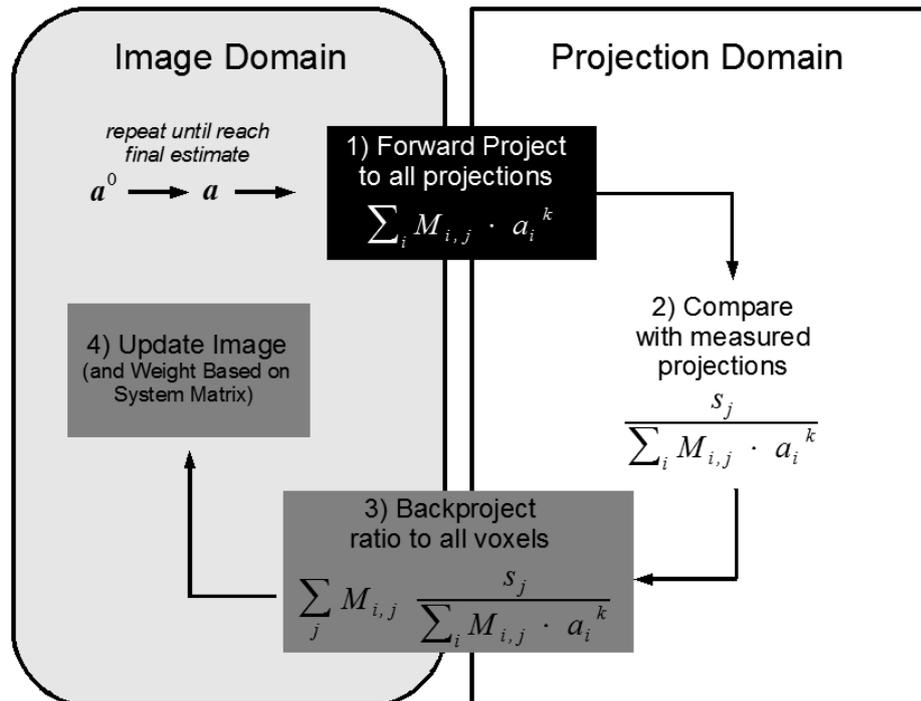 Image Domain
Projection Domain
repeat until reach
final estimate
a⁰ → a →
1) Forward Project
to all projections
∑ᵢ Mᵢ,ⱼ · aᵢᵏ
2) Compare
with measured
projections
sⱼ
∑ᵢ Mᵢ,ⱼ · aᵢᵏ
4) Update Image
(and Weight Based on
System Matrix)
3) Backproject
ratio to all voxels
∑ⱼ Mᵢ,ⱼ sⱼ
∑ᵢ Mᵢ,ⱼ · aᵢᵏ